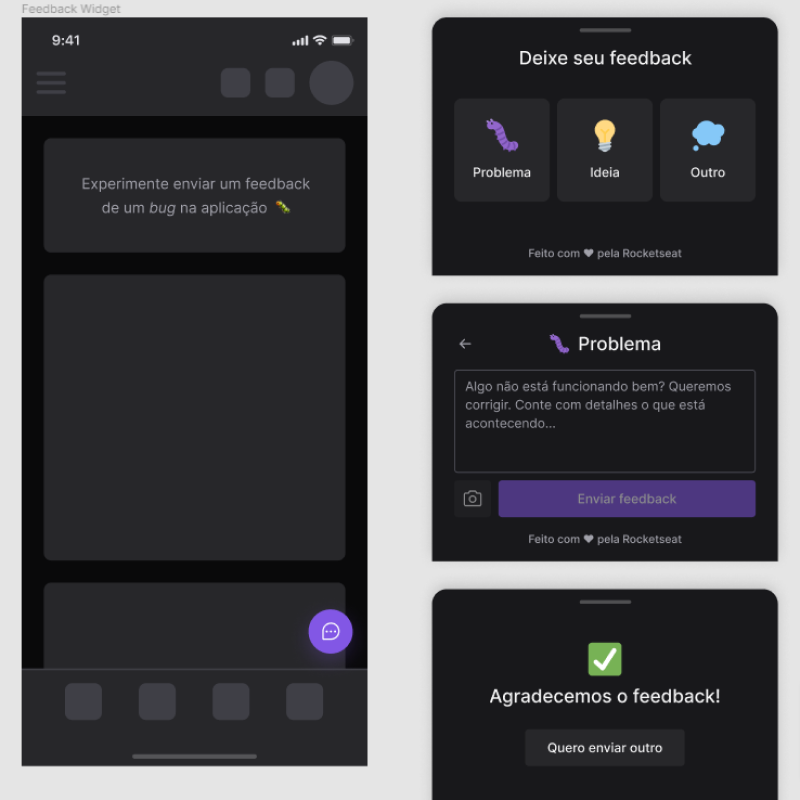 Feedback Widget
9:41
Experimente enviar um feedback
de um bug na aplicação
Deixe seu feedback
Problema
Ideia
Outro
Feito com ♥ pela Rocketseat
Problema
Algo não está funcionando bem? Queremos
corrigir. Conte com detalhes o que está
acontecendo...
Enviar feedback
Feito com ♥ pela Rocketseat
Agradecemos o feedback!
Quero enviar outro